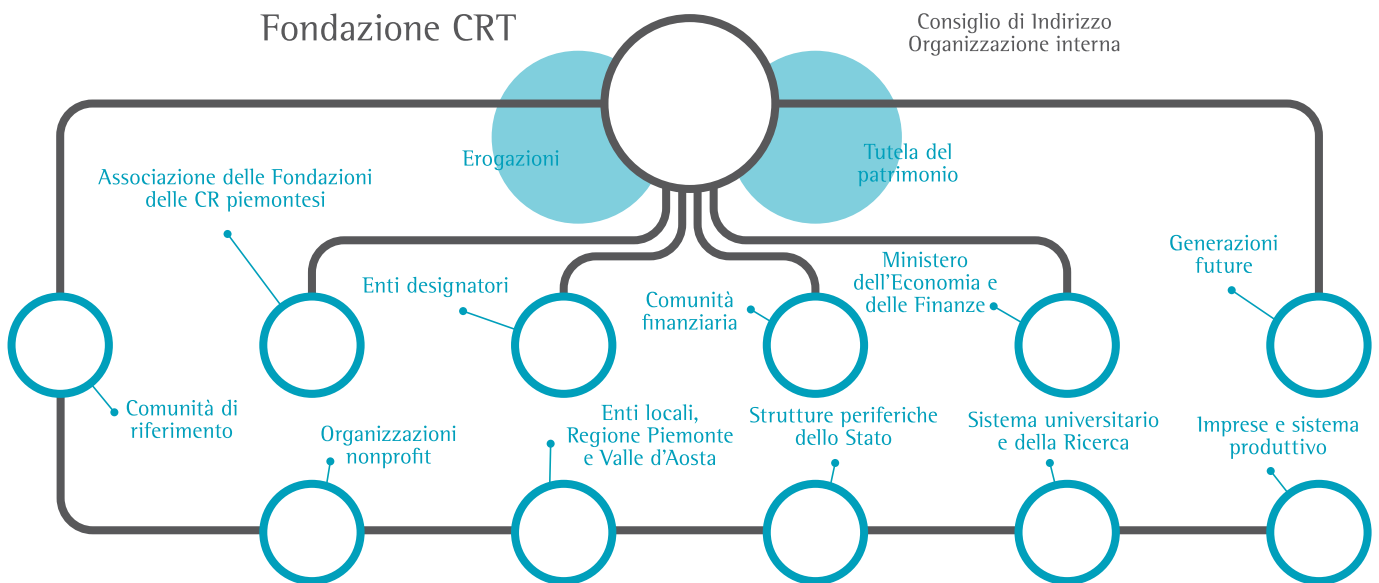 Fondazione CRT
Consiglio di Indirizzo
Organizzazione interna
Erogazioni
Tutela del
patrimonio
Associazione delle Fondazioni
delle CR piemontesi
Enti designatori
Comunità
finanziaria
Ministero
dell'Economia e
delle Finanze
Generazioni
future
Comunità di
riferimento
Organizzazioni
nonprofit
Enti locali,
Regione Piemonte
e Valle d'Aosta
Strutture periferiche
dello Stato
Sistema universitario
e della Ricerca
Imprese e sistema
produttivo